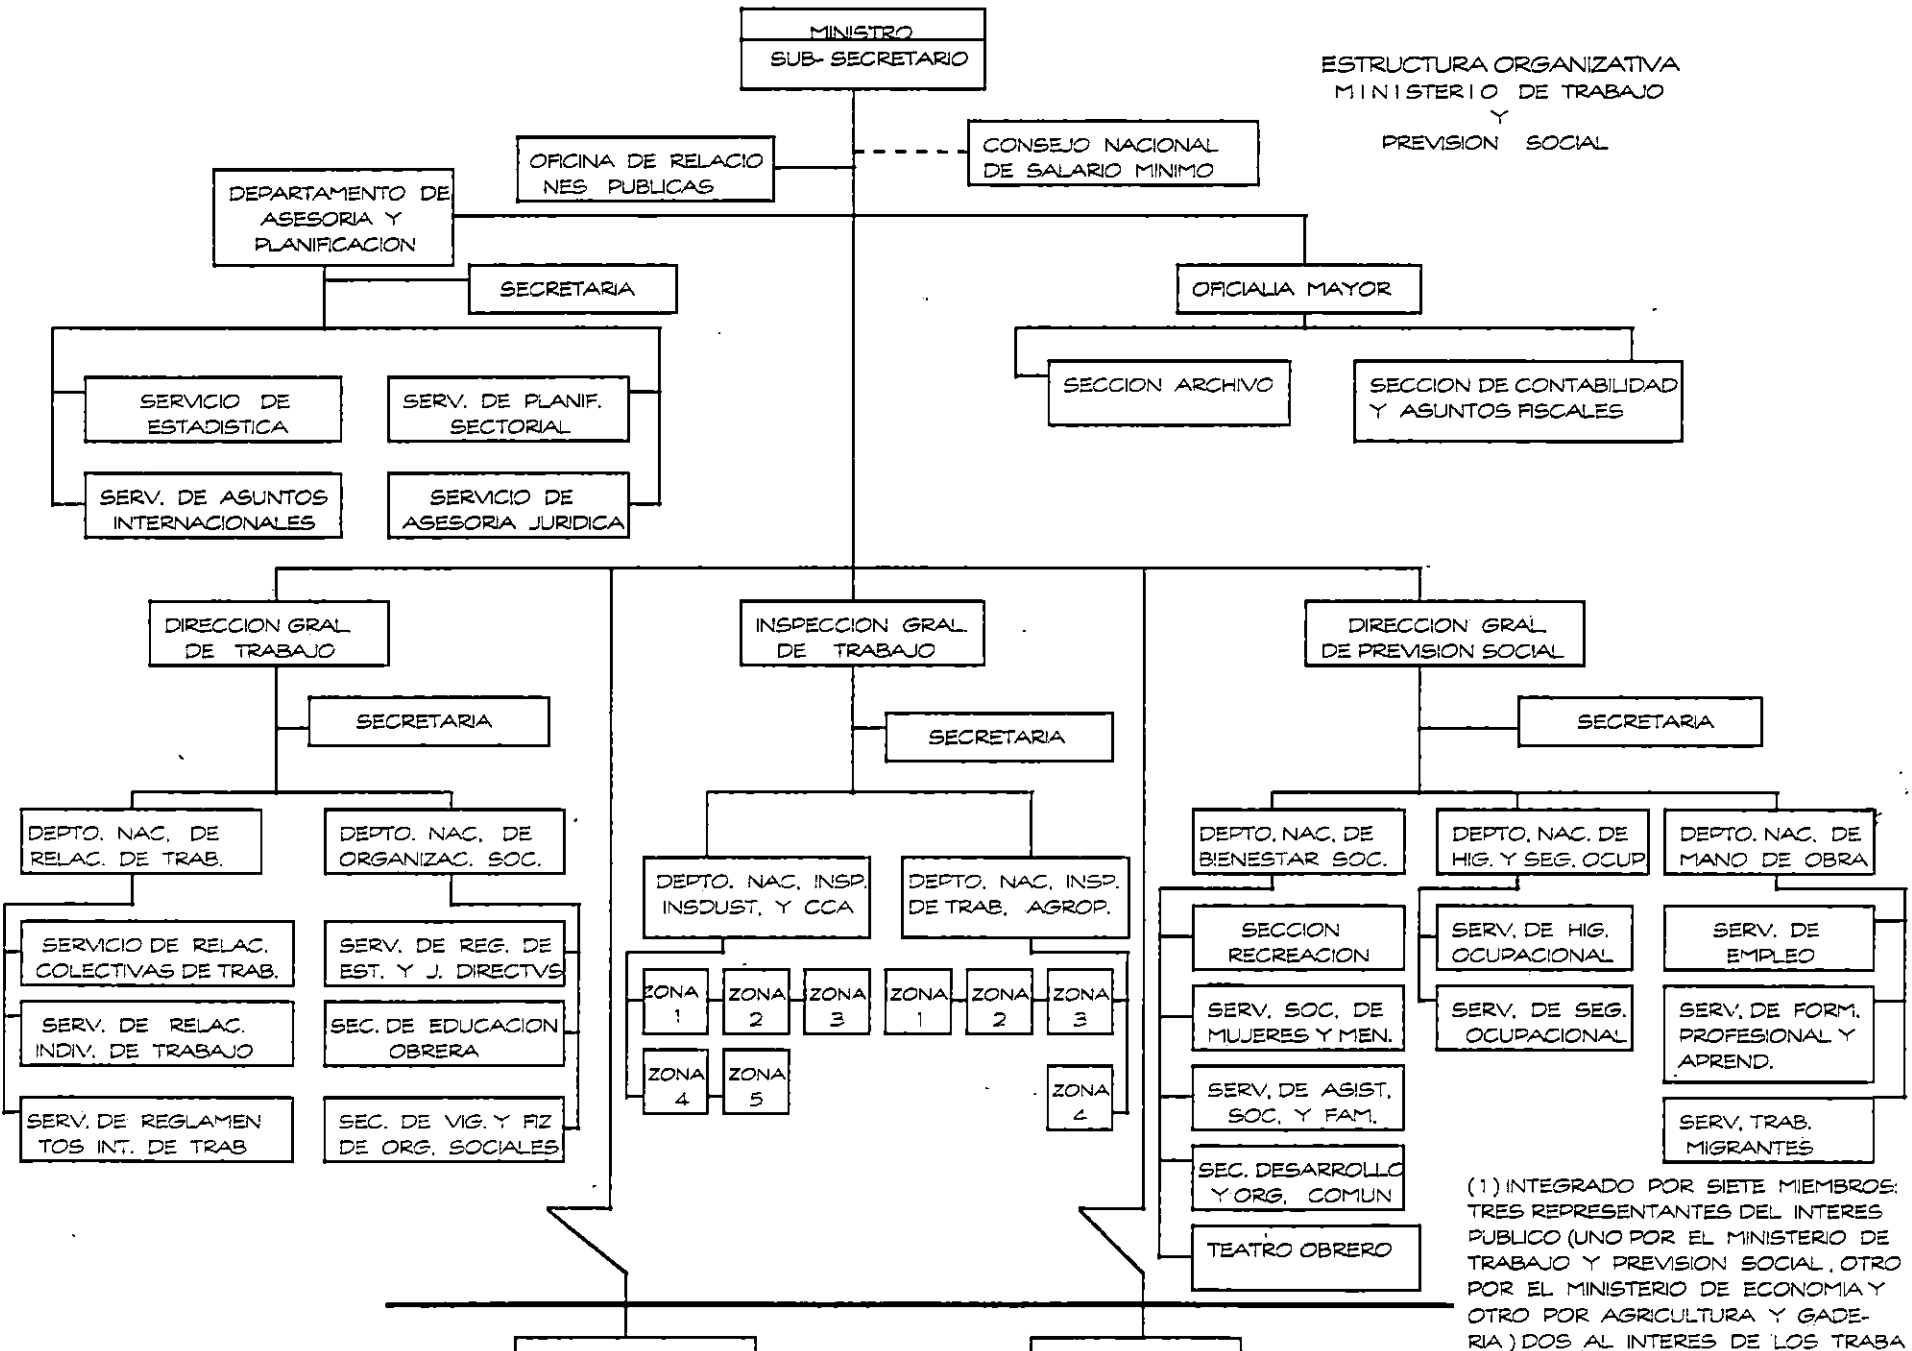 MINISTRO
SUB-SECRETARIO
ESTRUCTURA ORGANIZATIVA
MINISTERIO DE TRABAJO
Y
PREVISION SOCIAL
OFICINA DE RELACIO
NES PUBLICAS
CONSEJO NACIONAL
DE SALARIO MINIMO
DEPARTAMENTO DE
ASESORIA Y
PLANIFICACION
SECRETARIA
OFICIALIA MAYOR
SECCION ARCHIVO
SECCION DE CONTABILIDAD
Y ASUNTOS FISCALES
SERVICIO DE
ESTADISTICA
SERV. DE PLANIF.
SECTORIAL
SERV. DE ASUNTOS
INTERNACIONALES
SERVICIO DE
ASESORIA JURIDICA
DIRECCION GRAL
DE TRABAJO
INSPECCION GRAL
DE TRABAJO
DIRECCION GRAL
DE PREVISION SOCIAL
SECRETARIA
SECRETARIA
SECRETARIA
DEPTO. NAC. DE
RELAC. DE TRAB.
DEPTO. NAC. DE
ORGANIZAC. SOC.
DEPTO. NAC. INSP.
INSDUST. Y CCA
DEPTO. NAC. INSP.
DE TRAB. AGROP.
DEPTO. NAC. DE
BIENESTAR SOC.
DEPTO. NAC. DE
HIG. Y SEG. OCUP.
DEPTO. NAC. DE
MANO DE OBRA
SERVICIO DE RELAC.
COLECTIVAS DE TRAB.
SERV. DE RELAC.
INDIV. DE TRABAJO
SERV. DE REGLAMEN
TOS INT. DE TRAB
SERV. DE REG. DE
EST. Y J. DIRECTVS
SEC. DE EDUCACION
OBRERA
SEC. DE VIG. Y FIZ
DE ORG. SOCIALES
ZONA
1
ZONA
2
ZONA
3
ZONA
4
ZONA
5
ZONA
1
ZONA
2
ZONA
3
ZONA
4
SECCION
RECREACION
SERV. SOC. DE
MUJERES Y MEN.
SERV. DE ASIST.
SOC. Y FAM.
SEC. DESARROLLO
Y ORG. COMUN
TEATRO OBRERO
SERV. DE HIG.
OCUPACIONAL
SERV. DE SEG.
OCUPACIONAL
SERV. DE
EMPLEO
SERV. DE FORM.
PROFESIONAL Y
APREND.
SERV. TRAB.
MIGRANTES
(1) INTEGRADO POR SIETE MIEMBROS:
TRES REPRESENTANTES DEL INTERES
PUBLICO (UNO POR EL MINISTERIO DE
TRABAJO Y PREVISION SOCIAL, OTRO
POR EL MINISTERIO DE ECONOMIA Y
OTRO POR AGRICULTURA Y GADE-
RIA) DOS AL INTERES DE LOS TRABA